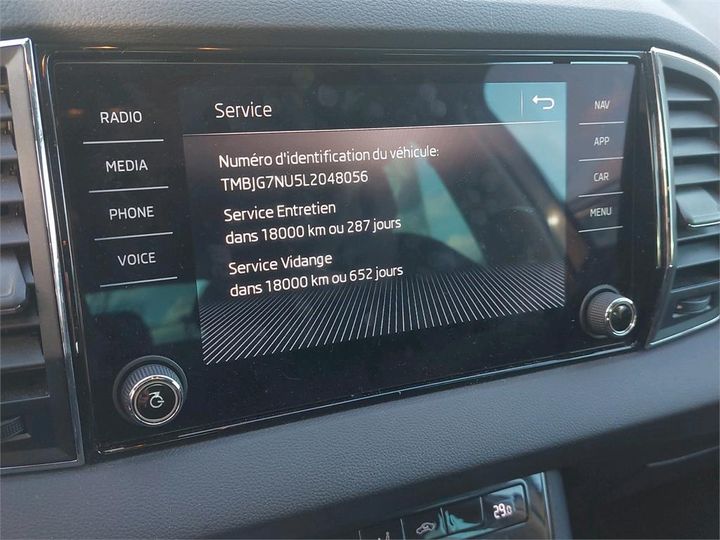 RADIO
MEDIA
PHONE
VOICE
Service
Numéro d'identification du véhicule:
TMBJG7NU5L2048056
Service Entretien
dans 18000 km ou 287 jours
Service Vidange
dans 18000 km ou 652 jours
NAV
APP
CAR
MENU
29.0